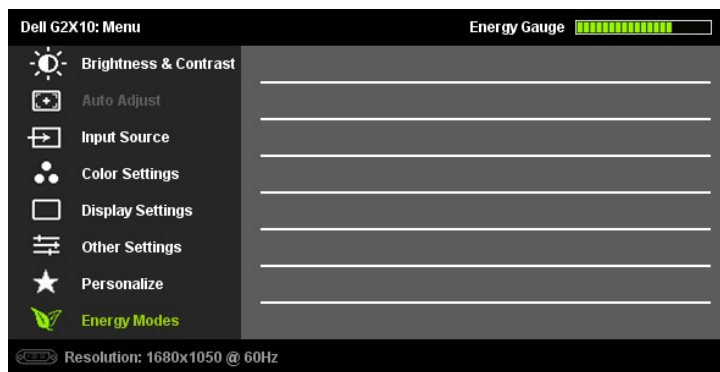 Dell G2X10: Menu Energy Gauge
Brightness & Contrast
Auto Adjust
Input Source
Color Settings
Display Settings
Other Settings
Personalize
Energy Modes
Resolution: 1680x1050 @ 60Hz